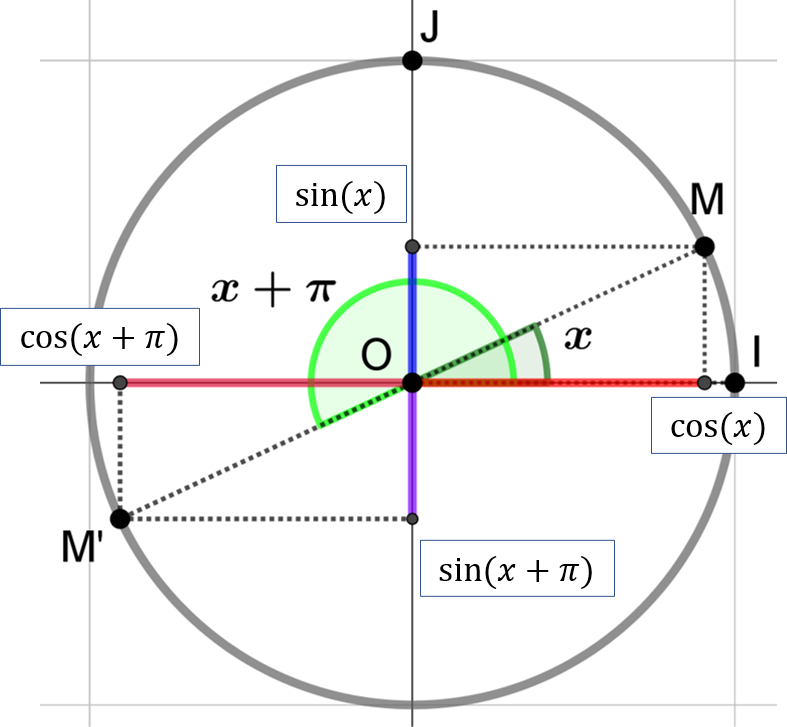 J
sin(𝑥)
M
𝒙 + 𝝅
cos(𝑥 + 𝜋)
O
𝒙
I
cos(𝑥)
M'
sin(𝑥 + 𝜋)